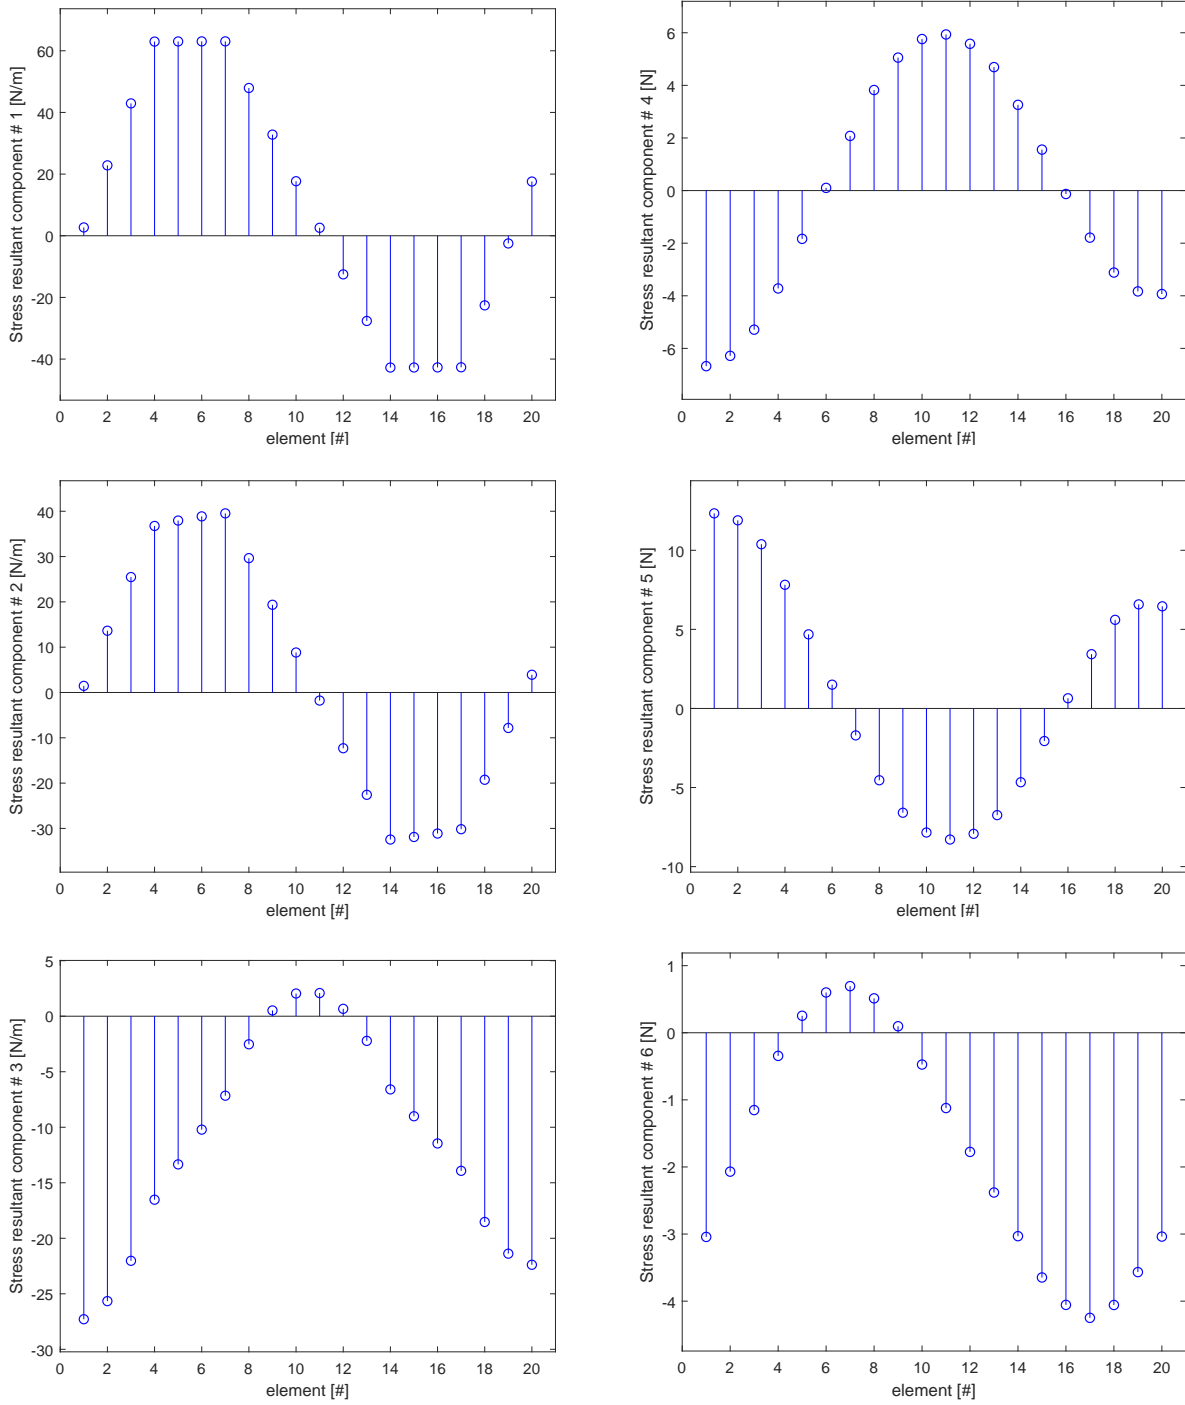 Stress resultant component # 1 [N/m]
60
40
20
0
-20
-40
0 2 4 6 8 10 12 14 16 18 20
element [#]
Stress resultant component # 4 [N]
6
4
2
0
-2
-4
-6
0 2 4 6 8 10 12 14 16 18 20
element [#]
Stress resultant component # 2 [N/m]
40
30
20
10
0
-10
-20
-30
0 2 4 6 8 10 12 14 16 18 20
element [#]
Stress resultant component # 5 [N]
10
5
0
-5
-10
0 2 4 6 8 10 12 14 16 18 20
element [#]
Stress resultant component # 3 [N/m]
5
0
-5
-10
-15
-20
-25
-30
0 2 4 6 8 10 12 14 16 18 20
element [#]
Stress resultant component # 6 [N]
1
0
-1
-2
-3
-4
0 2 4 6 8 10 12 14 16 18 20
element [#]